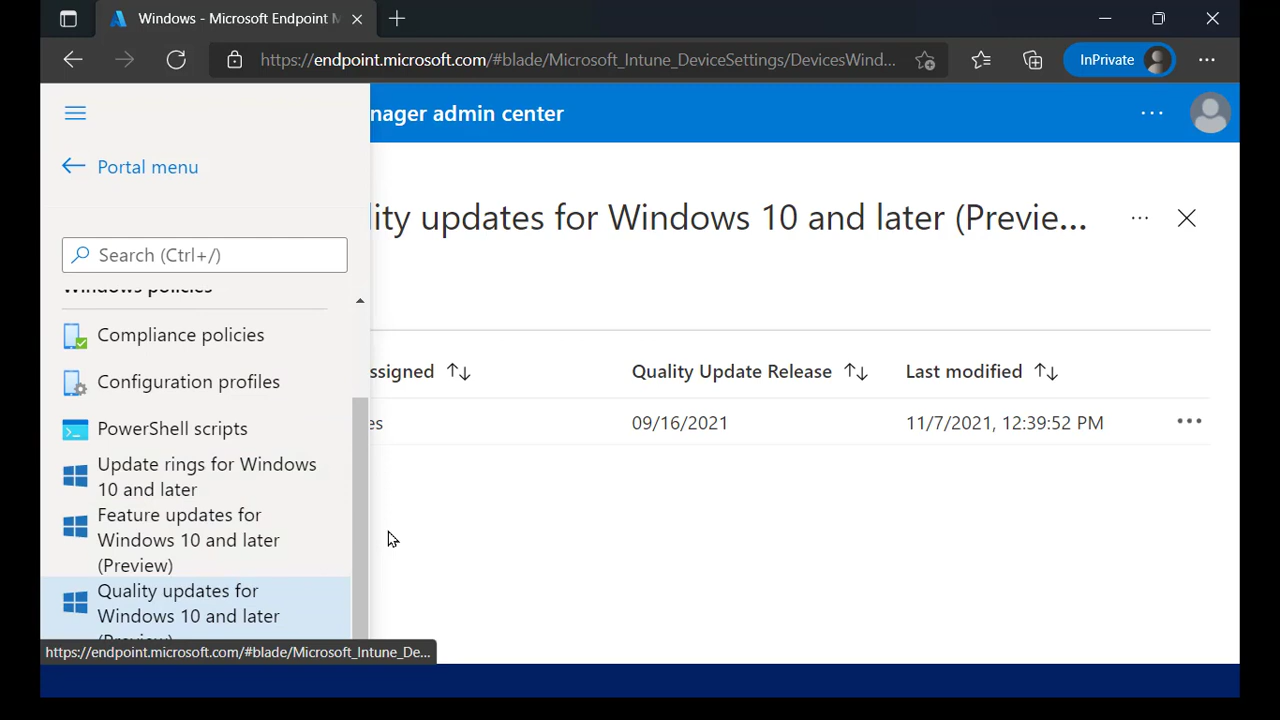 Windows - Microsoft Endpoint M
https://endpoint.microsoft.com/#blade/Microsoft_Intune_DeviceSettings/DevicesWind...
InPrivate
nager admin center
Portal menu
lity updates for Windows 10 and later (Previe...
Search (Ctrl+/)
Windows policies
Compliance policies
Configuration profiles
PowerShell scripts
Update rings for Windows
10 and later
Feature updates for
Windows 10 and later
(Preview)
Quality updates for
Windows 10 and later
(Preview)
ssigned
Quality Update Release
Last modified
es
09/16/2021
11/7/2021, 12:39:52 PM
https://endpoint.microsoft.com/#blade/Microsoft_Intune_De...